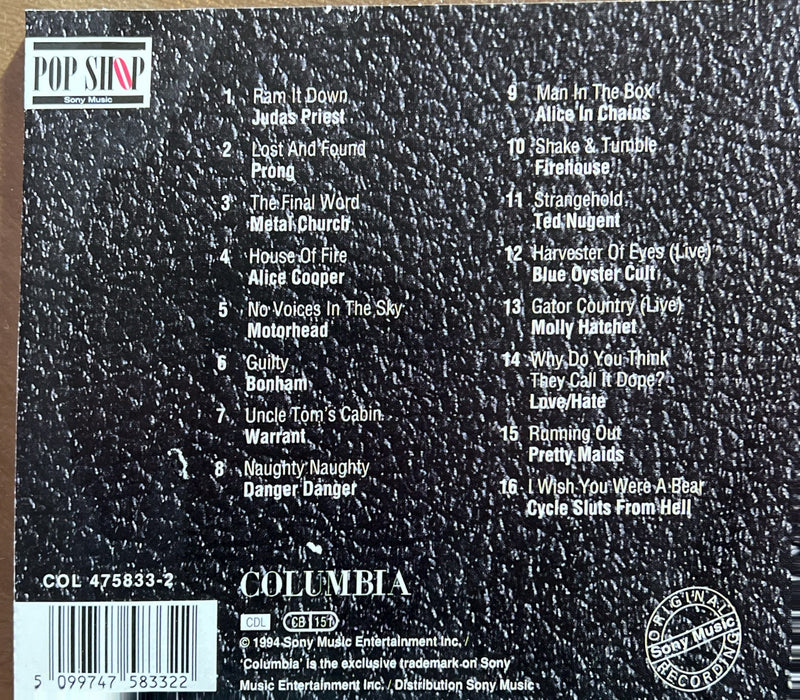 POP SHOP
Sony Music
1 Ram It Down
Judas Priest
2 Lost And Found
Prong
3 The Final Word
Metal Church
4 House Of Fire
Alice Cooper
5 No Voices In The Sky
Motorhead
6 Guilty
Bonham
7 Uncle Tom's Cabin
Warrant
8 Naughty Naughty
Danger Danger
9 Man In The Box
Alice In Chains
10 Shake & Tumble
Firehouse
11 Strangehold
Ted Nugent
12 Harvester Of Eyes (Live)
Blue Oyster Cult
13 Gator Country (Live)
Molly Hatchet
14 Why Do You Think
They Call It Dope?
Love/Hate
15 Running Out
Pretty Maids
16 I Wish You Were A Bear
Cycle Sluts From Hell
COL 475833-2
5 099747 583322
COLUMBIA
CDL CB 151
© 1994 Sony Music Entertainment Inc. /
'Columbia' is the exclusive trademark on Sony
Music Entertainment Inc. / Distribution Sony Music
ORIGINAL
Sony Music
RECORDING